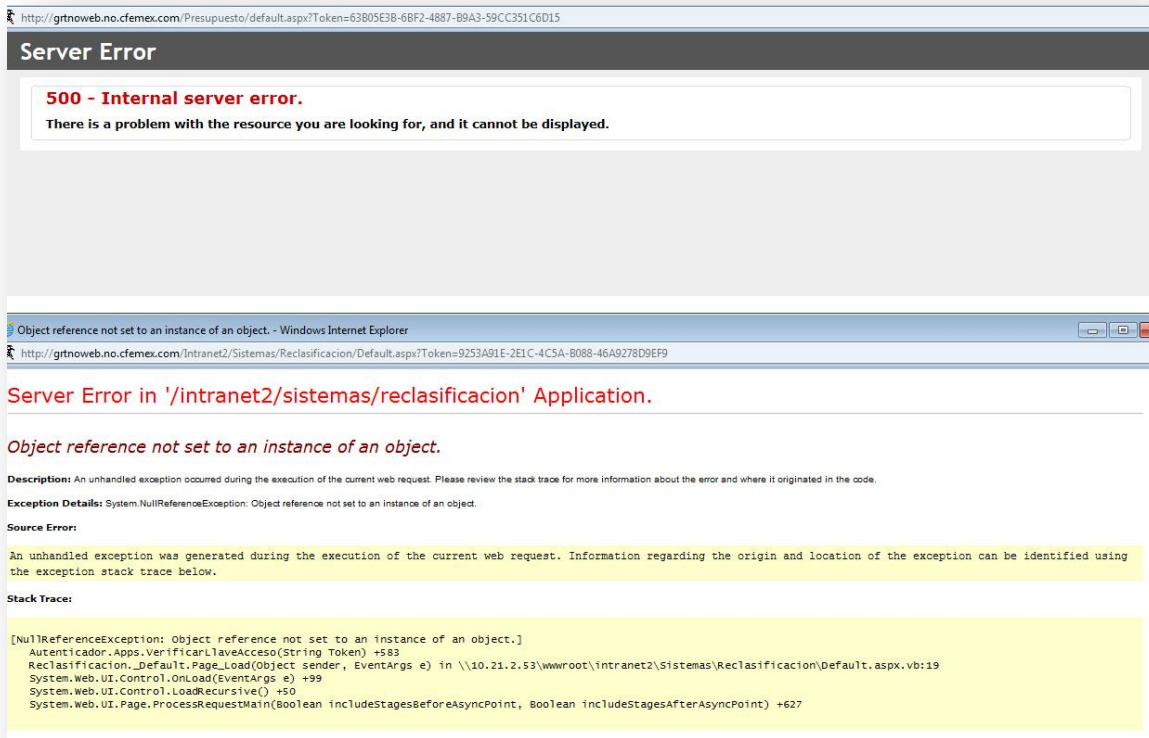 http://grtnoweb.no.cfemex.com/Presupuesto/default.aspx?Token=63B05E3B-6BF2-4887-B9A3-59CC351C6D15
Server Error
500 - Internal server error.
There is a problem with the resource you are looking for, and it cannot be displayed.
Object reference not set to an instance of an object. - Windows Internet Explorer
http://grtnoweb.no.cfemex.com/Intranet2/Sistemas/Reclasificacion/Default.aspx?Token=9253A91E-2E1C-4C5A-B088-46A9278D9EF9
Server Error in '/intranet2/sistemas/reclasificacion' Application.
Object reference not set to an instance of an object.
Description: An unhandled exception occurred during the execution of the current web request. Please review the stack trace for more information about the error and where it originated in the code.
Exception Details: System.NullReferenceException: Object reference not set to an instance of an object.
Source Error:
An unhandled exception was generated during the execution of the current web request. Information regarding the origin and location of the exception can be identified using
the exception stack trace below.
Stack Trace:
[NullReferenceException: Object reference not set to an instance of an object.]
Autenticador.Apps.VerificarLlaveAcceso(String Token) +583
Reclasificacion._Default.Page_Load(Object sender, EventArgs e) in \\10.21.2.53\wwwroot\intranet2\Sistemas\Reclasificacion\Default.aspx.vb:19
System.Web.UI.Control.OnLoad(EventArgs e) +99
System.Web.UI.Control.LoadRecursive() +50
System.Web.UI.Page.ProcessRequestMain(Boolean includeStagesBeforeAsyncPoint, Boolean includeStagesAfterAsyncPoint) +627